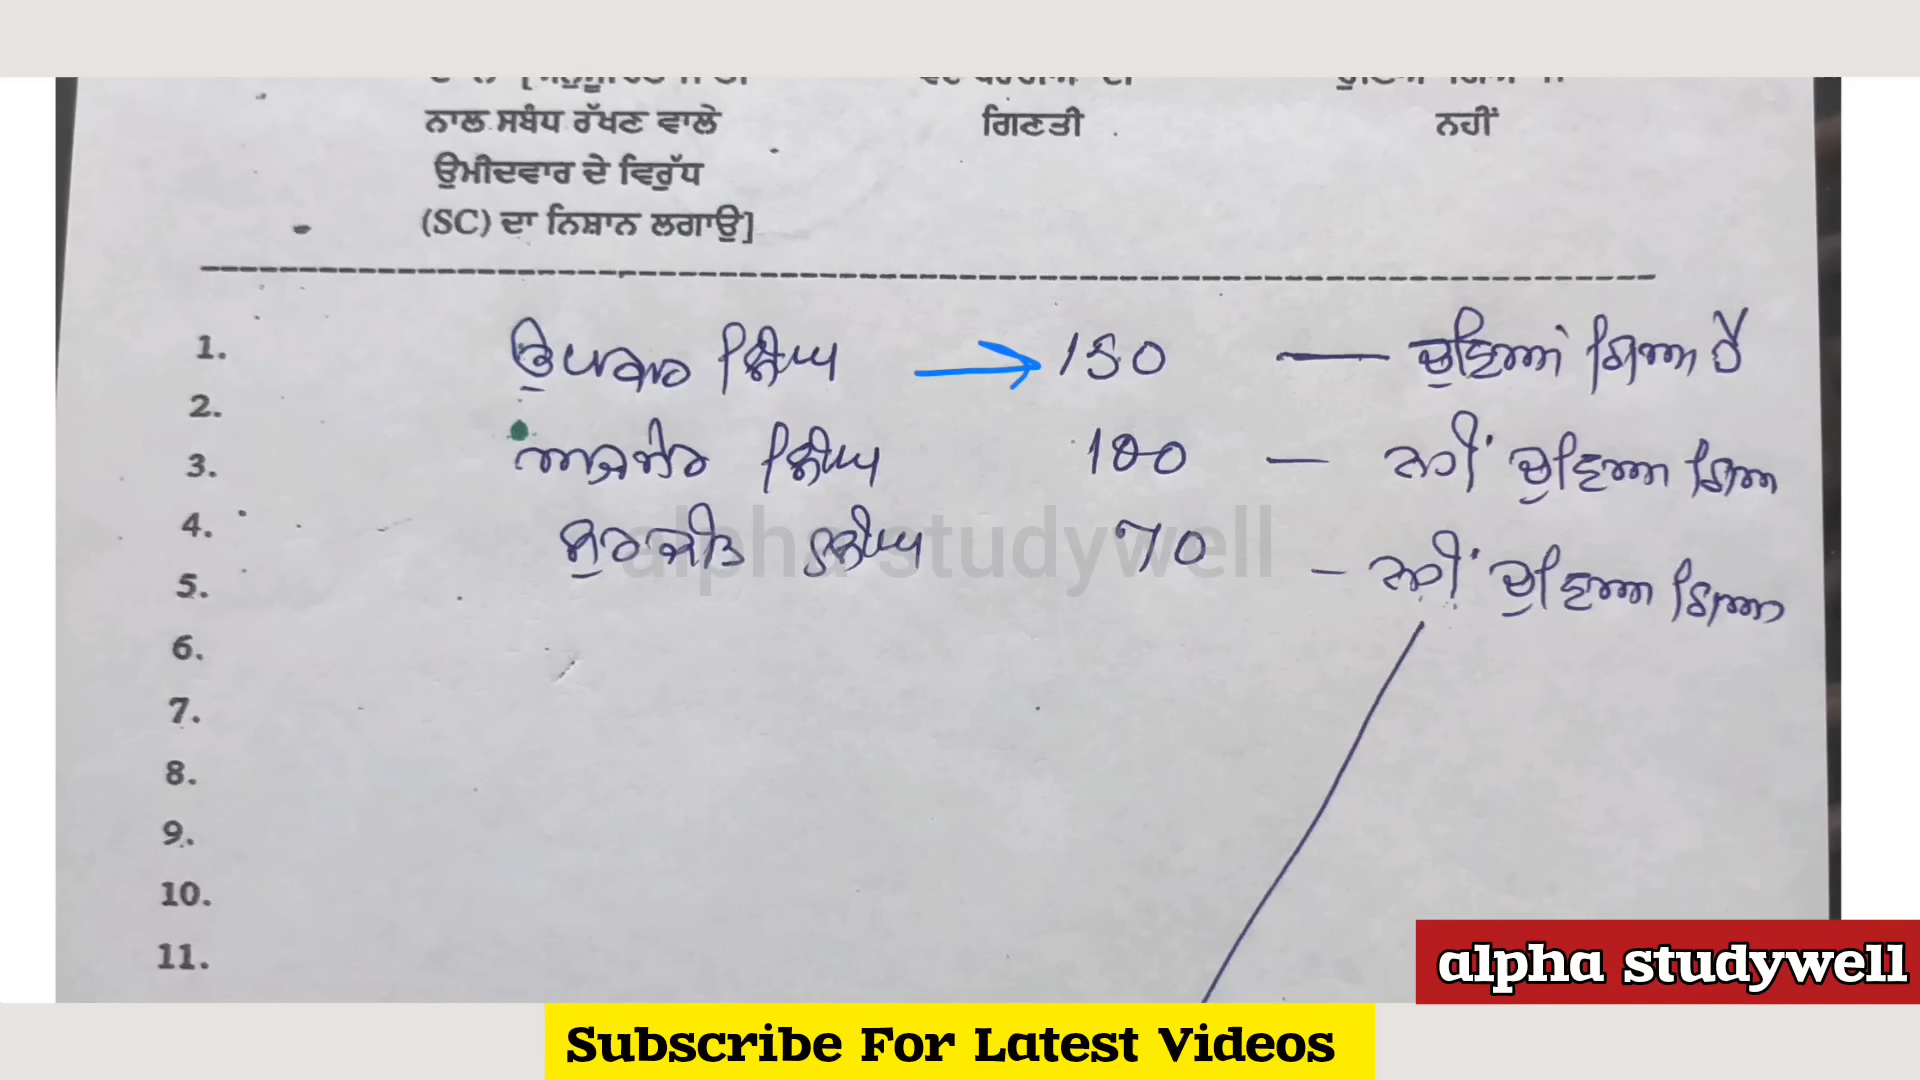 ਨਾਲ ਸਬੰਧ ਰੱਖਣ ਵਾਲੇ ਗਿਣਤੀ ਨਹੀਂ
ਉਮੀਦਵਾਰ ਦੇ ਵਿਰੁੱਧ
(SC) ਦਾ ਨਿਸ਼ਾਨ ਲਗਾਉ]
1. ਉਪਕਾਰ ਸਿੰਘ 150 — ਚੁਣਿਆਂ ਗਿਆ ਹੈ
2.
3. ਅਜਮੇਰ ਸਿੰਘ 100 — ਨਹੀਂ ਚੁਣਿਆ ਗਿਆ
4. ਗੁਰਜੀਤ ਸਿੰਘ 70 – ਨਹੀਂ ਚੁਣਿਆ ਗਿਆ
5.
6.
7.
8.
9.
10.
11.
alpha studywell
alpha studywell
Subscribe For Latest Videos